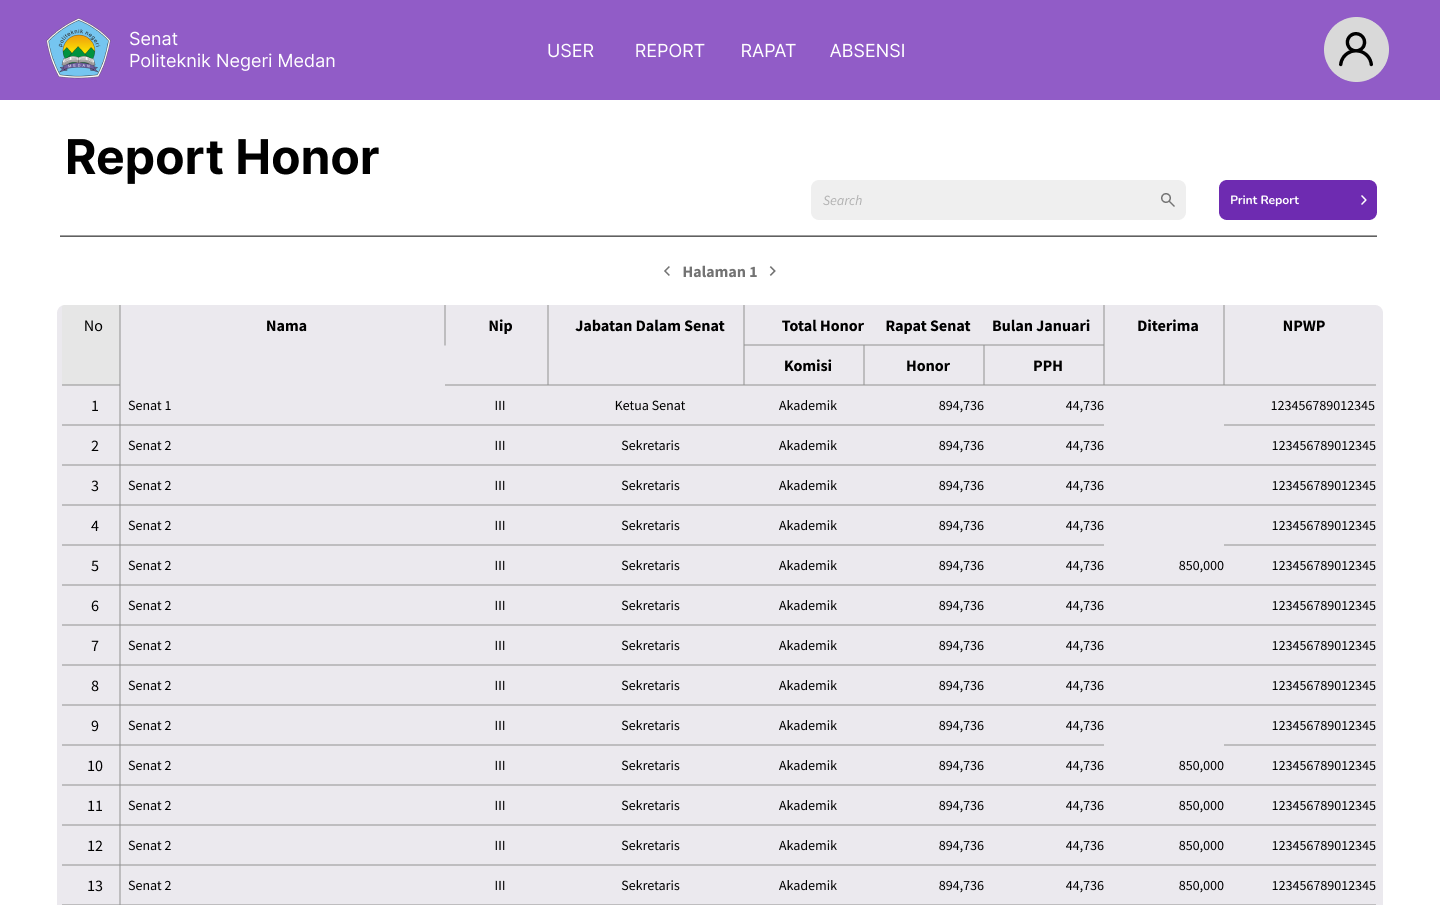 Politeknik Negeri
MEDAN
Senat
Politeknik Negeri Medan
USER REPORT RAPAT ABSENSI
Report Honor
Search
Print Report
Halaman 1
No Nama Nip Jabatan Dalam Senat Total Honor Rapat Senat Bulan Januari Diterima NPWP
Komisi Honor PPH
1 Senat 1 III Ketua Senat Akademik 894,736 44,736 123456789012345
2 Senat 2 III Sekretaris Akademik 894,736 44,736 123456789012345
3 Senat 2 III Sekretaris Akademik 894,736 44,736 123456789012345
4 Senat 2 III Sekretaris Akademik 894,736 44,736 123456789012345
5 Senat 2 III Sekretaris Akademik 894,736 44,736 850,000 123456789012345
6 Senat 2 III Sekretaris Akademik 894,736 44,736 123456789012345
7 Senat 2 III Sekretaris Akademik 894,736 44,736 123456789012345
8 Senat 2 III Sekretaris Akademik 894,736 44,736 123456789012345
9 Senat 2 III Sekretaris Akademik 894,736 44,736 123456789012345
10 Senat 2 III Sekretaris Akademik 894,736 44,736 850,000 123456789012345
11 Senat 2 III Sekretaris Akademik 894,736 44,736 850,000 123456789012345
12 Senat 2 III Sekretaris Akademik 894,736 44,736 850,000 123456789012345
13 Senat 2 III Sekretaris Akademik 894,736 44,736 850,000 123456789012345